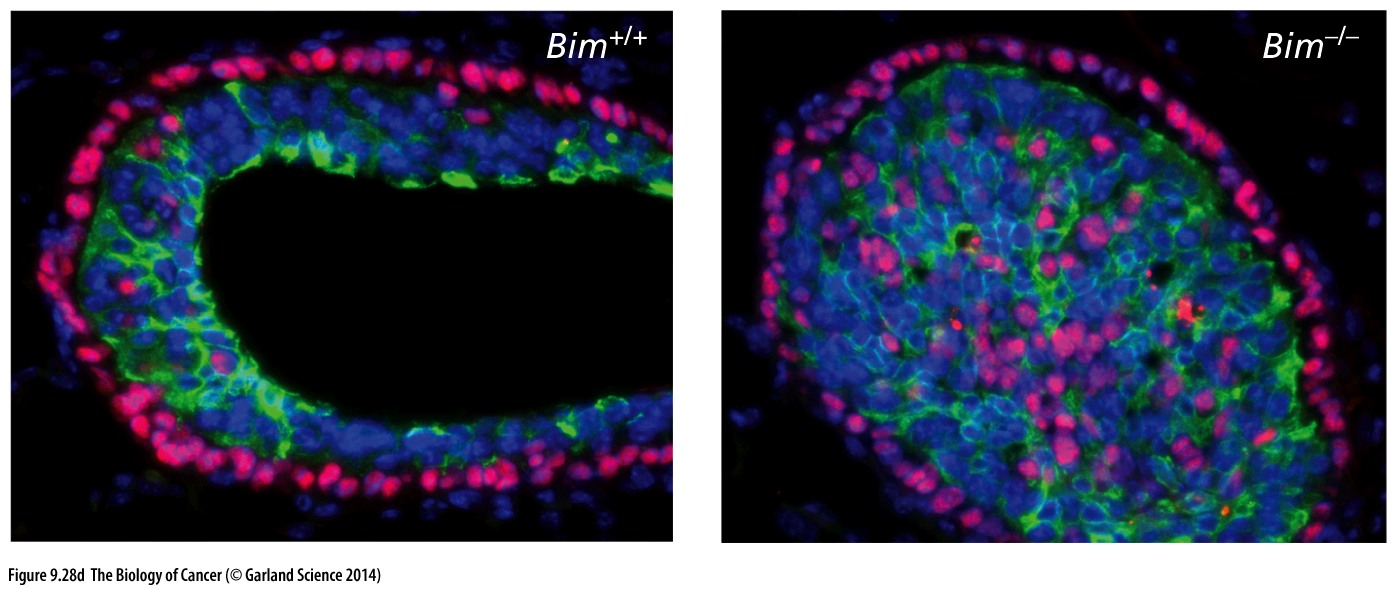 Bim+/+
Bim–/–
Figure 9.28d The Biology of Cancer (© Garland Science 2014)